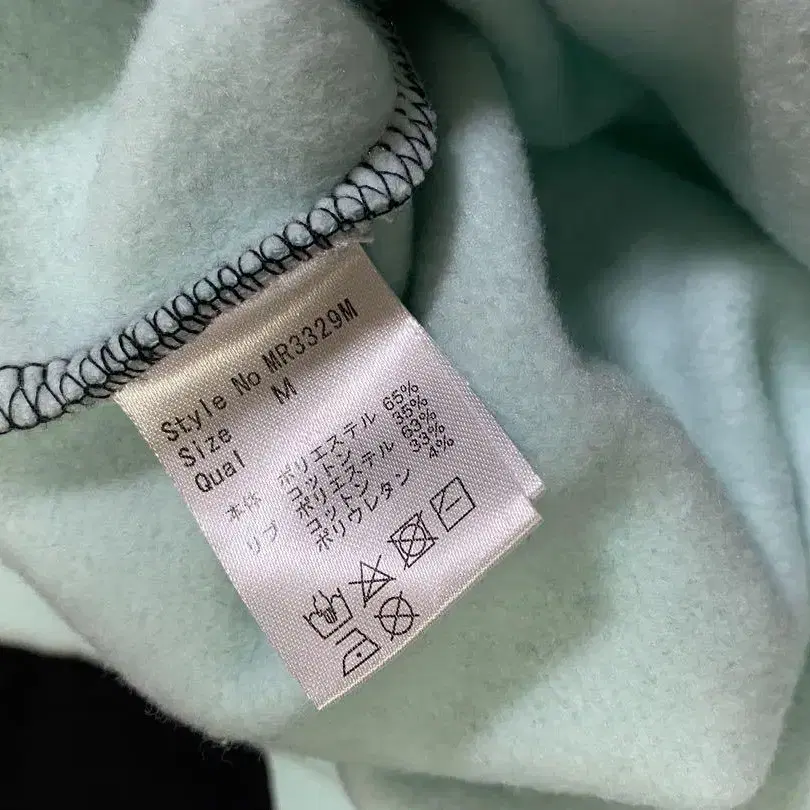 Style No MR3329M
Size M
Qual
本体 ポリエステル 65%
コットン 35%
リブ ポリエステル 63%
コットン 33%
ポリウレタン 4%